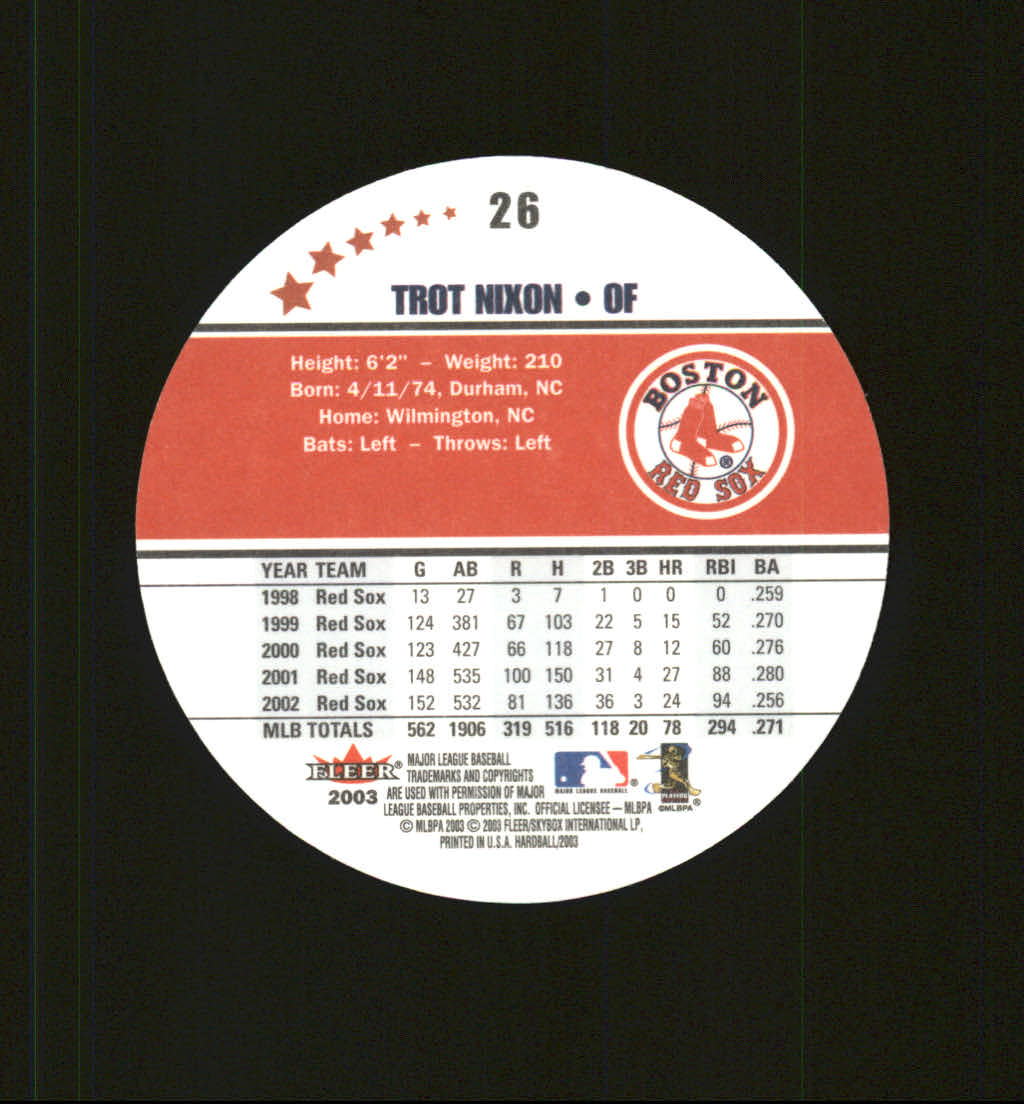 26
TROT NIXON • OF
Height: 6'2" – Weight: 210
Born: 4/11/74, Durham, NC
Home: Wilmington, NC
Bats: Left – Throws: Left
BOSTON
RED SOX
®
YEAR TEAM G AB R H 2B 3B HR RBI BA
1998 Red Sox 13 27 3 7 1 0 0 0 .259
1999 Red Sox 124 381 67 103 22 5 15 52 .270
2000 Red Sox 123 427 66 118 27 8 12 60 .276
2001 Red Sox 148 535 100 150 31 4 27 88 .280
2002 Red Sox 152 532 81 136 36 3 24 94 .256
MLB TOTALS 562 1906 319 516 118 20 78 294 .271
FLEER®
2003
MAJOR LEAGUE BASEBALL
TRADEMARKS AND COPYRIGHTS
ARE USED WITH PERMISSION OF MAJOR
LEAGUE BASEBALL PROPERTIES, INC. OFFICIAL LICENSEE — MLBPA
© MLBPA 2003 © 2003 FLEER/SKYBOX INTERNATIONAL LP,
PRINTED IN U.S.A. HARDBALL/2003
MAJOR LEAGUE BASEBALL ®
PLAYERS
®
©MLBPA